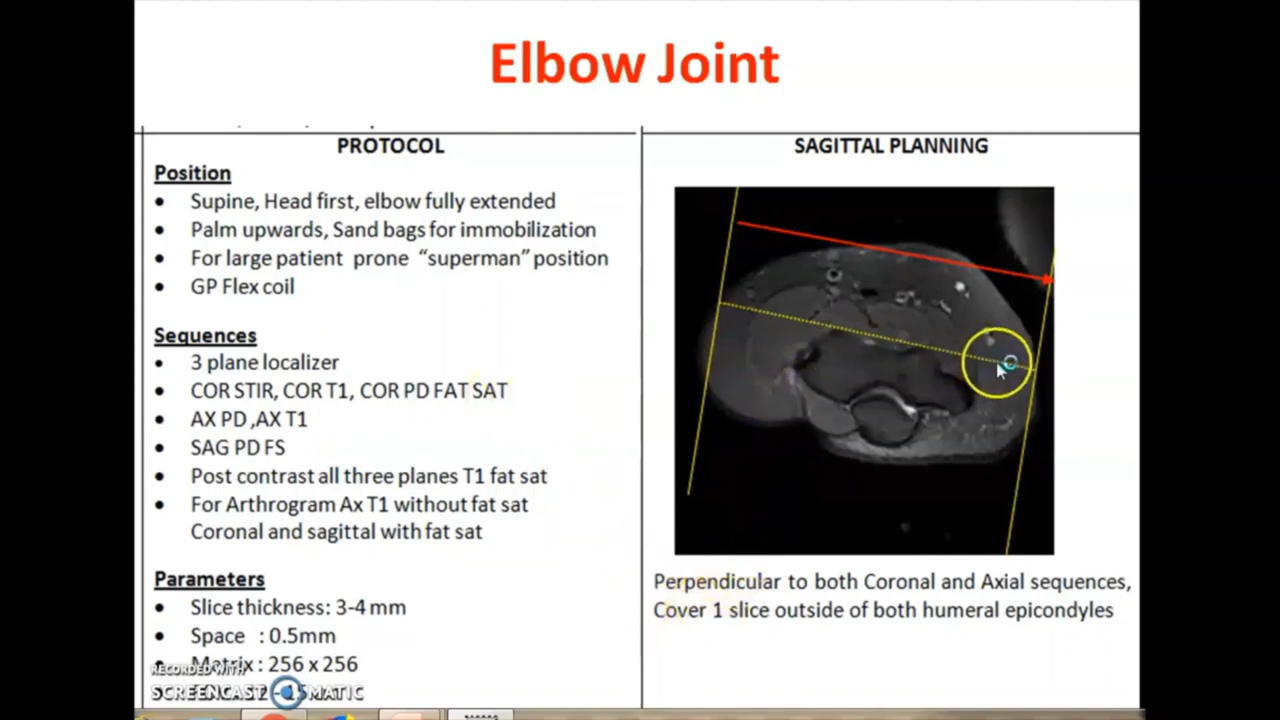 Elbow Joint
PROTOCOL
Position
• Supine, Head first, elbow fully extended
• Palm upwards, Sand bags for immobilization
• For large patient prone “superman” position
• GP Flex coil
Sequences
• 3 plane localizer
• COR STIR, COR T1, COR PD FAT SAT
• AX PD ,AX T1
• SAG PD FS
• Post contrast all three planes T1 fat sat
• For Arthrogram Ax T1 without fat sat
Coronal and sagittal with fat sat
Parameters
• Slice thickness: 3-4 mm
• Space : 0.5mm
• Matrix : 256 x 256
RECORDED WITH
SCREENCAST MATIC
SAGITTAL PLANNING
Perpendicular to both Coronal and Axial sequences,
Cover 1 slice outside of both humeral epicondyles